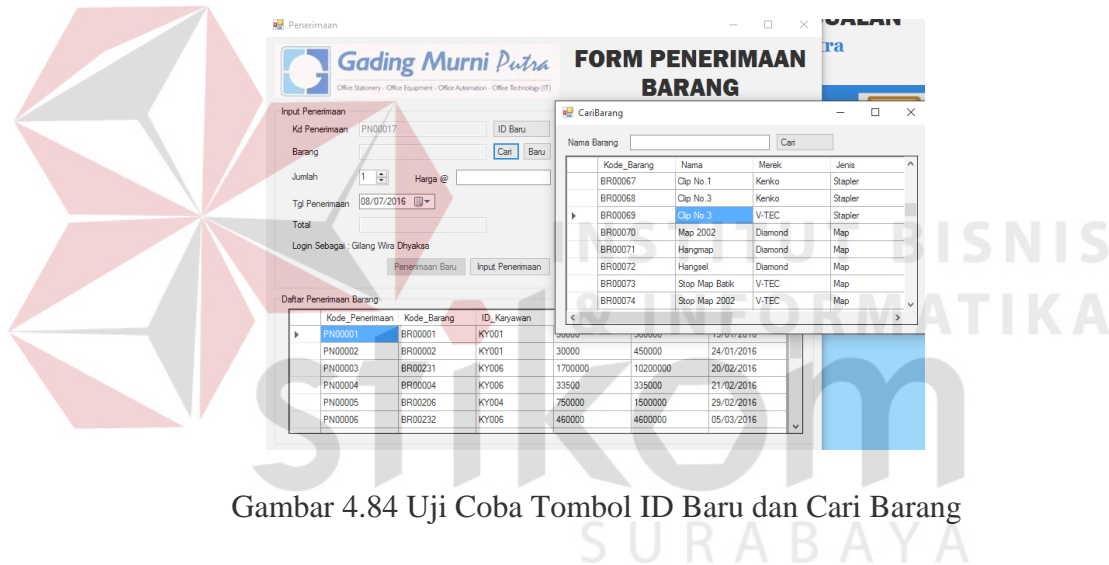 Penerimaan
Gading Murni Putra
Office Stationery - Office Equipment - Office Automation - Office Technology (IT)
FORM PENERIMAAN
BARANG
tra
Input Penerimaan
Kd Penerimaan PN00017 ID Baru
Barang Cari Baru
Jumlah 1 Harga @
Tgl Penerimaan 08/07/2016
Total
Login Sebagai : Gilang Wira Dhyaksa
Penerimaan Baru Input Penerimaan
CariBarang
Nama Barang Cari
Kode_Barang Nama Merek Jenis
BR00067 Clip No.1 Kenko Stapler
BR00068 Clip No.3 Kenko Stapler
BR00069 Clip No.3 V-TEC Stapler
BR00070 Map 2002 Diamond Map
BR00071 Hangmap Diamond Map
BR00072 Hangsel Diamond Map
BR00073 Stop Map Batik V-TEC Map
BR00074 Stop Map 2002 V-TEC Map
Daftar Penerimaan Barang
Kode_Penerimaan Kode_Barang ID_Karyawan
PN00001 BR00001 KY001
PN00002 BR00002 KY001 30000 450000 24/01/2016
PN00003 BR00231 KY006 1700000 10200000 20/02/2016
PN00004 BR00004 KY006 33500 335000 21/02/2016
PN00005 BR00206 KY004 750000 1500000 29/02/2016
PN00006 BR00232 KY006 460000 4600000 05/03/2016
INSTITUT BISNIS
& INFORMATIKA
stikom
SURABAYA
Gambar 4.84 Uji Coba Tombol ID Baru dan Cari Barang